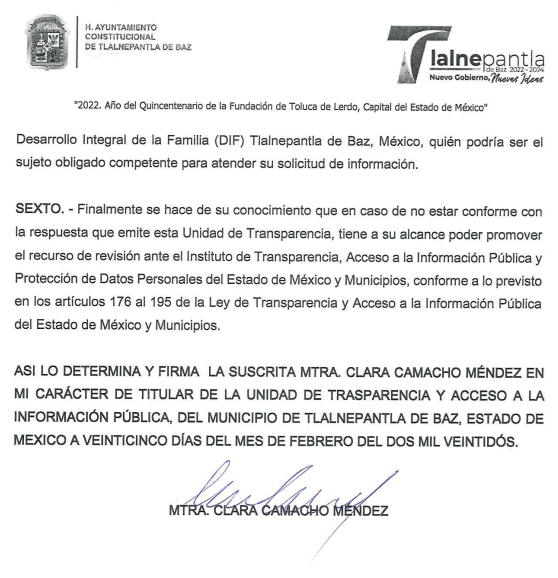 H. AYUNTAMIENTO
CONSTITUCIONAL
DE TLALNEPANTLA DE BAZ
Tlalnepantla
de Baz 2022 - 2024
Nuevo Gobierno, Nuevas Ideas
"2022. Año del Quincentenario de la Fundación de Toluca de Lerdo, Capital del Estado de México"
Desarrollo Integral de la Familia (DIF) Tlalnepantla de Baz, México, quién podría ser el
sujeto obligado competente para atender su solicitud de información.
SEXTO. - Finalmente se hace de su conocimiento que en caso de no estar conforme con
la respuesta que emite esta Unidad de Transparencia, tiene a su alcance poder promover
el recurso de revisión ante el Instituto de Transparencia, Acceso a la Información Pública y
Protección de Datos Personales del Estado de México y Municipios, conforme a lo previsto
en los artículos 176 al 195 de la Ley de Transparencia y Acceso a la Información Pública
del Estado de México y Municipios.
ASI LO DETERMINA Y FIRMA LA SUSCRITA MTRA. CLARA CAMACHO MÉNDEZ EN
MI CARÁCTER DE TITULAR DE LA UNIDAD DE TRASPARENCIA Y ACCESO A LA
INFORMACIÓN PÚBLICA, DEL MUNICIPIO DE TLALNEPANTLA DE BAZ, ESTADO DE
MEXICO A VEINTICINCO DÍAS DEL MES DE FEBRERO DEL DOS MIL VEINTIDÓS.
MTRA. CLARA CAMACHO MÉNDEZ